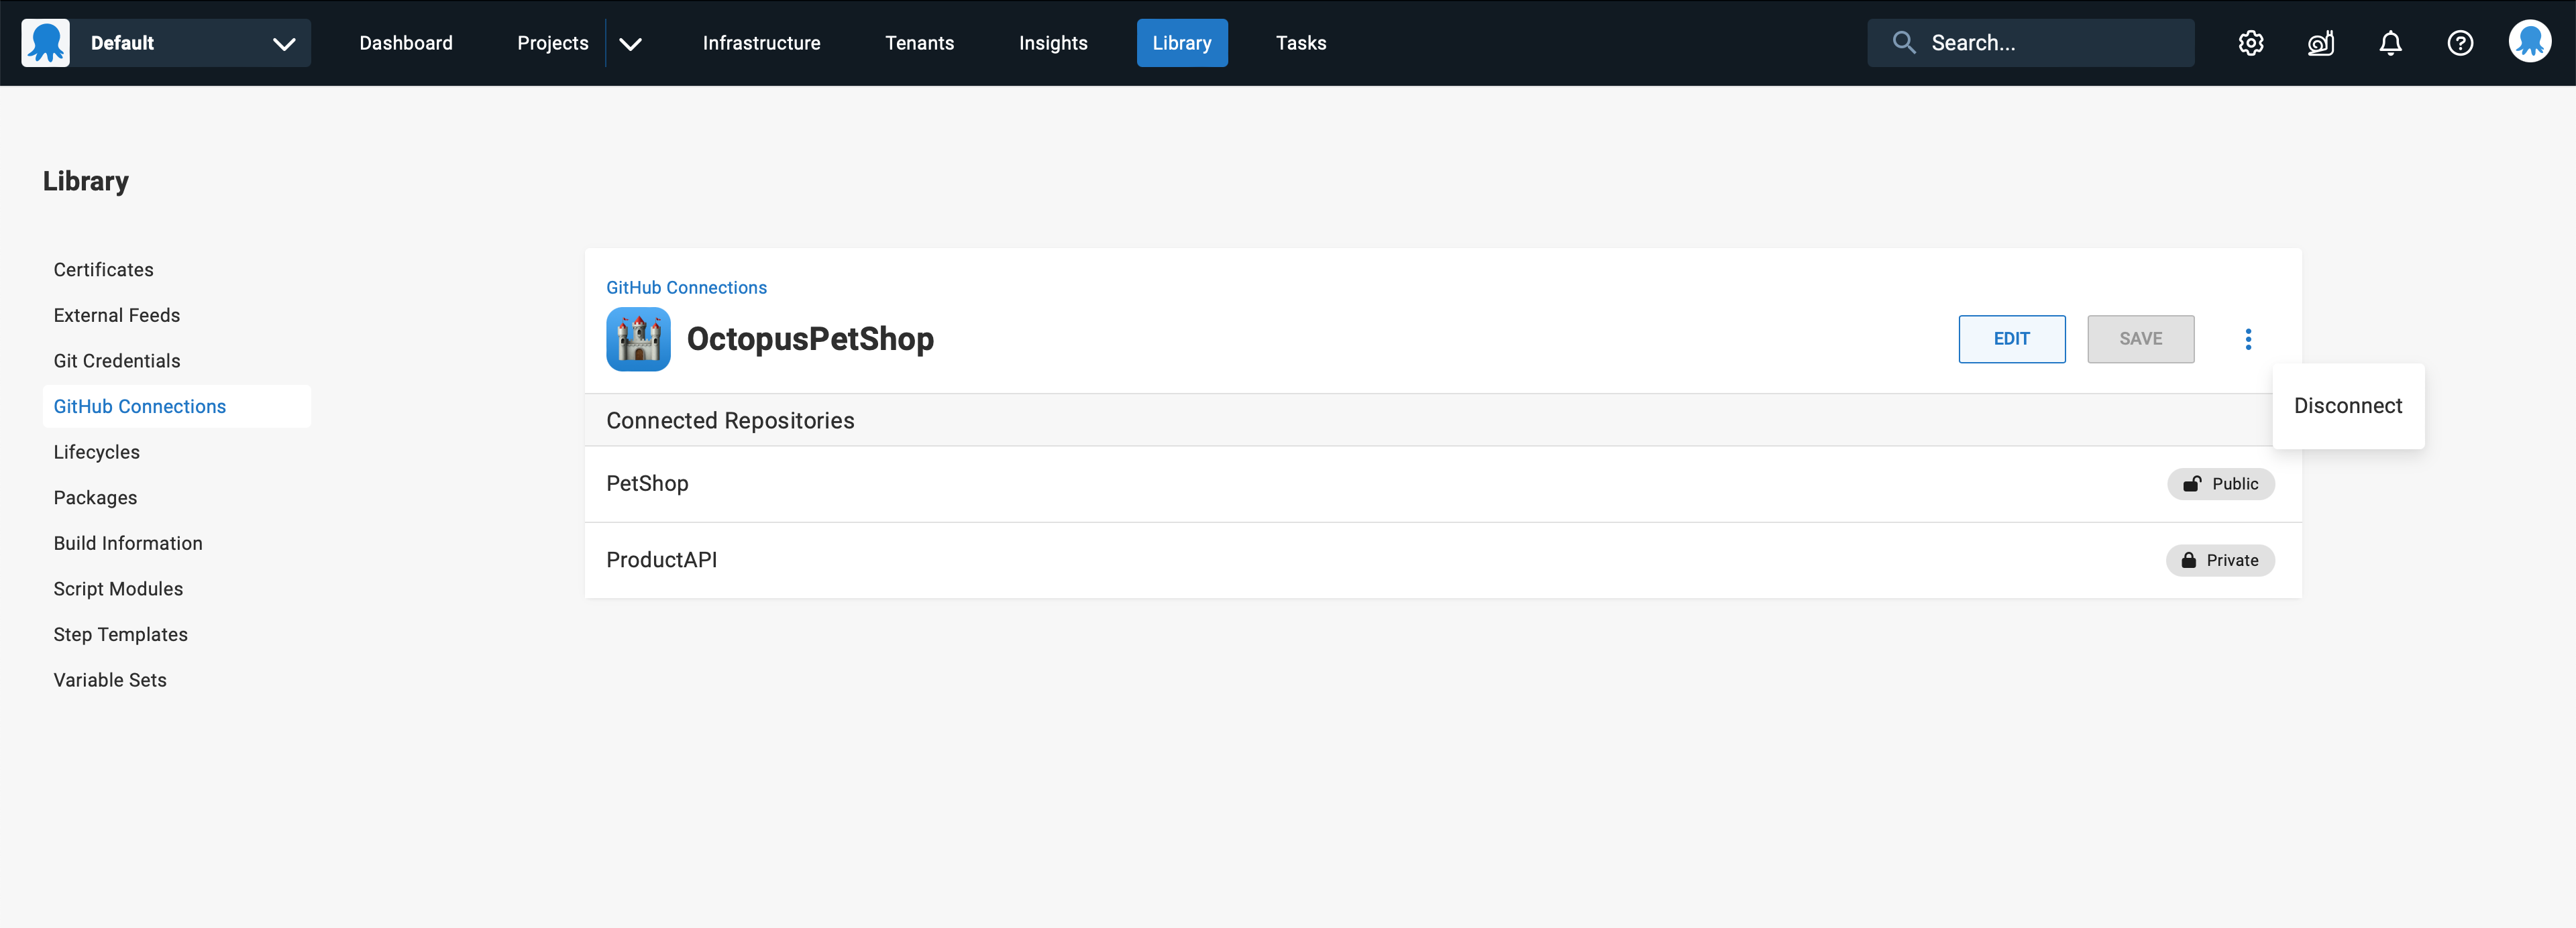 Default
Dashboard
Projects
Infrastructure
Tenants
Insights
Library
Tasks
Search...
Library
Certificates
External Feeds
Git Credentials
GitHub Connections
Lifecycles
Packages
Build Information
Script Modules
Step Templates
Variable Sets
GitHub Connections
OctopusPetShop
EDIT
SAVE
Disconnect
Connected Repositories
PetShop
Public
ProductAPI
Private